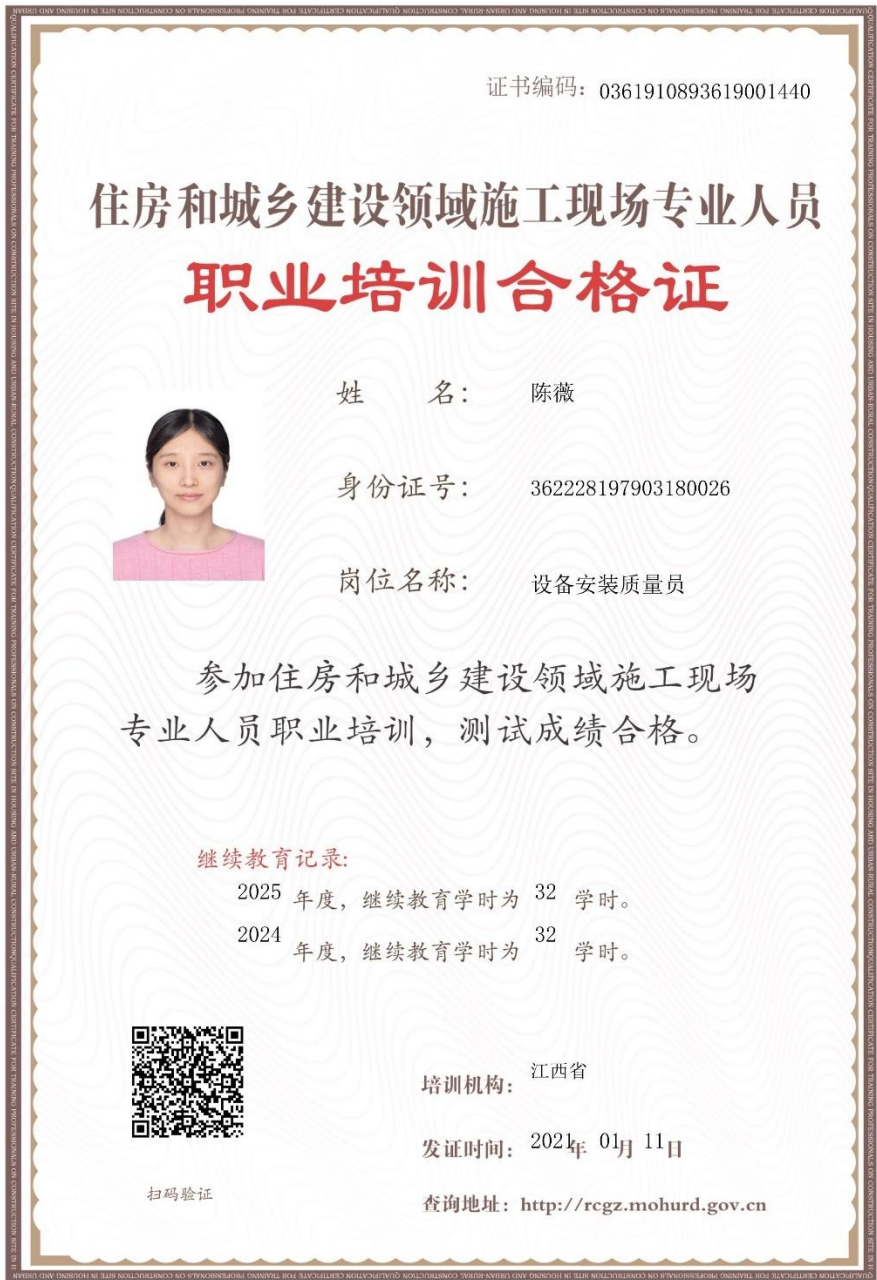 证书编码：0361910893619001440
住房和城乡建设领域施工现场专业人员
职业培训合格证
姓 名：陈薇
身份证号：362228197903180026
岗位名称：设备安装质量员
参加住房和城乡建设领域施工现场
专业人员职业培训，测试成绩合格。
继续教育记录:
2025 年度，继续教育学时为 32 学时。
2024 年度，继续教育学时为 32 学时。
培训机构：江西省
发证时间：2021年 01月 11日
扫码验证
查询地址：http://rcgz.mohurd.gov.cn